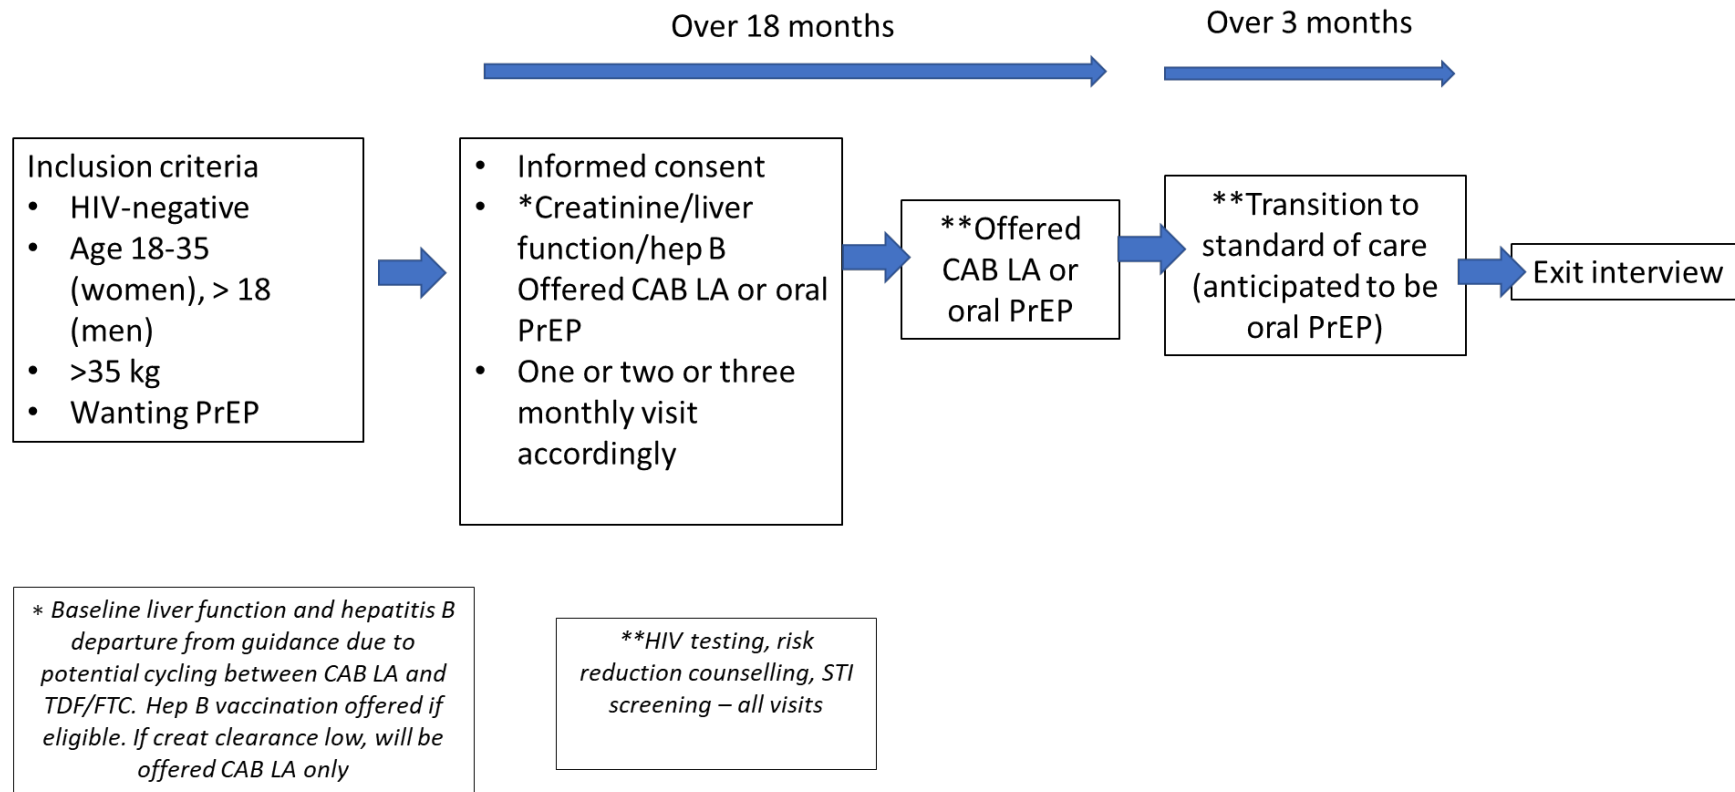 Over 18 months
Over 3 months
Inclusion criteria
• HIV-negative
• Age 18-35
(women), > 18
(men)
• >35 kg
• Wanting PrEP
• Informed consent
• *Creatinine/liver
function/hep B
Offered CAB LA or oral
PrEP
• One or two or three
monthly visit
accordingly
**Offered
CAB LA or
oral PrEP
**Transition to
standard of care
(anticipated to be
oral PrEP)
Exit interview
* Baseline liver function and hepatitis B
departure from guidance due to
potential cycling between CAB LA and
TDF/FTC. Hep B vaccination offered if
eligible. If creat clearance low, will be
offered CAB LA only
**HIV testing, risk
reduction counselling, STI
screening – all visits